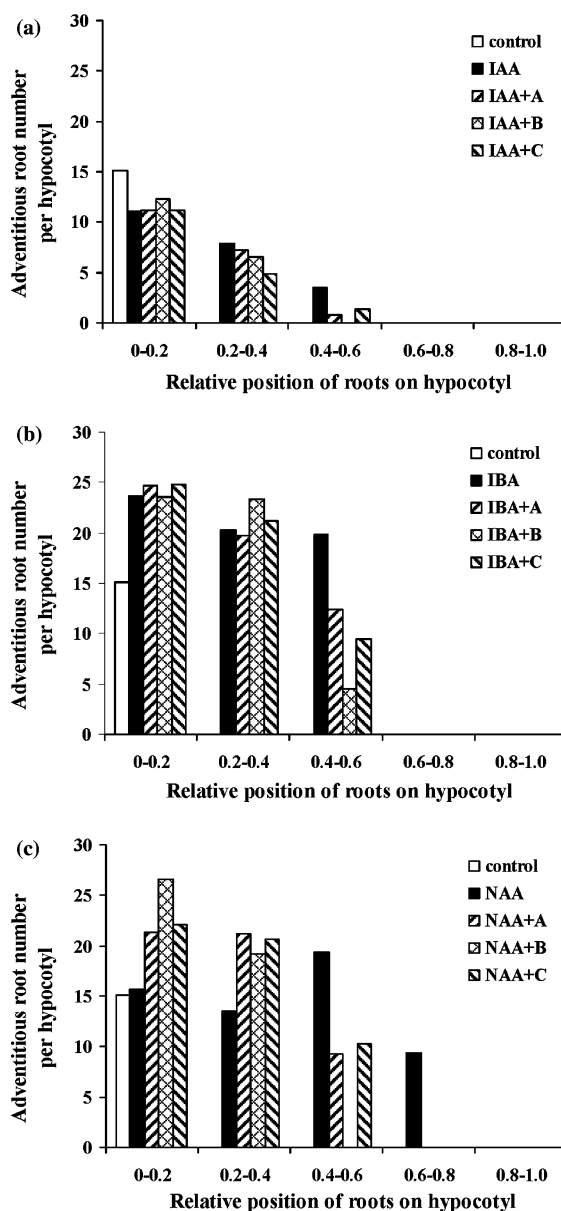 (a)
30
25
20
15
10
5
0
Adventitious root number
per hypocotyl
control
IAA
IAA+A
IAA+B
IAA+C
0-0.2 0.2-0.4 0.4-0.6 0.6-0.8 0.8-1.0
Relative position of roots on hypocotyl
(b)
30
25
20
15
10
5
0
Adventitious root number
per hypocotyl
control
IBA
IBA+A
IBA+B
IBA+C
0-0.2 0.2-0.4 0.4-0.6 0.6-0.8 0.8-1.0
Relative position of roots on hypocotyl
(c)
30
25
20
15
10
5
0
Adventitious root number
per hypocotyl
control
NAA
NAA+A
NAA+B
NAA+C
0-0.2 0.2-0.4 0.4-0.6 0.6-0.8 0.8-1.0
Relative position of roots on hypocotyl